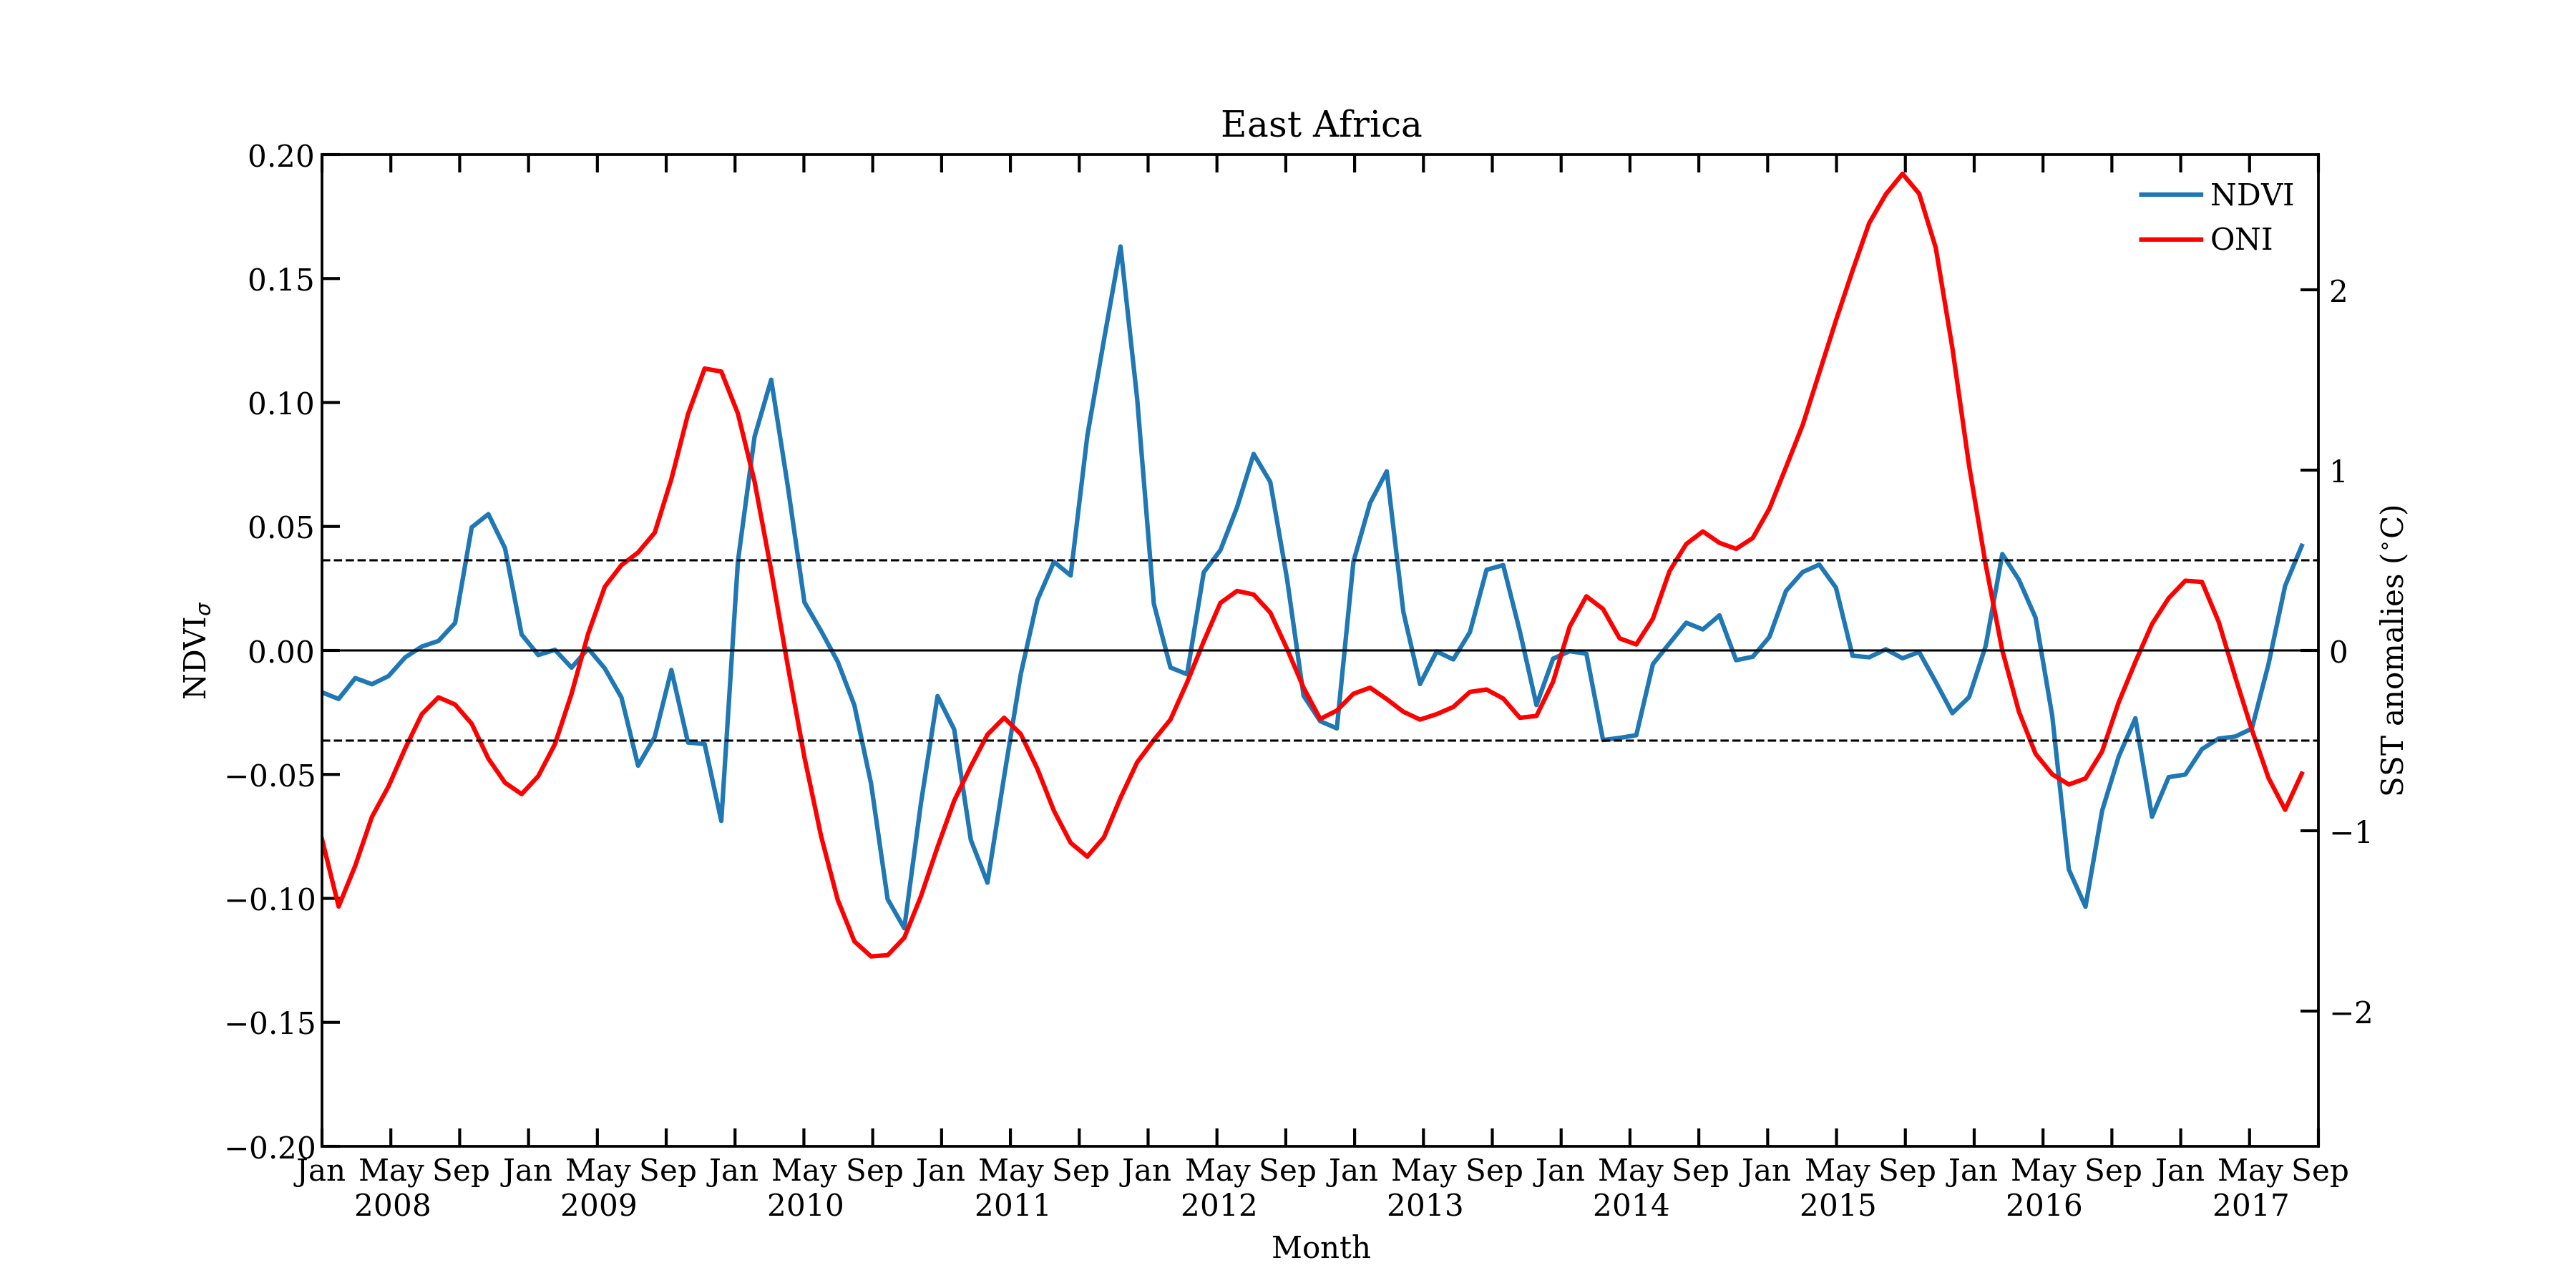 East Africa
0.20
0.15
0.10
0.05
0.00
−0.05
−0.10
−0.15
−0.20
NDVIσ
NDVI
ONI
2
1
0
−1
−2
SST anomalies (°C)
Jan May Sep Jan May Sep Jan May Sep Jan May Sep Jan May Sep Jan May Sep Jan May Sep Jan May Sep Jan May Sep Jan May Sep
2008 2009 2010 2011 2012 2013 2014 2015 2016 2017
Month